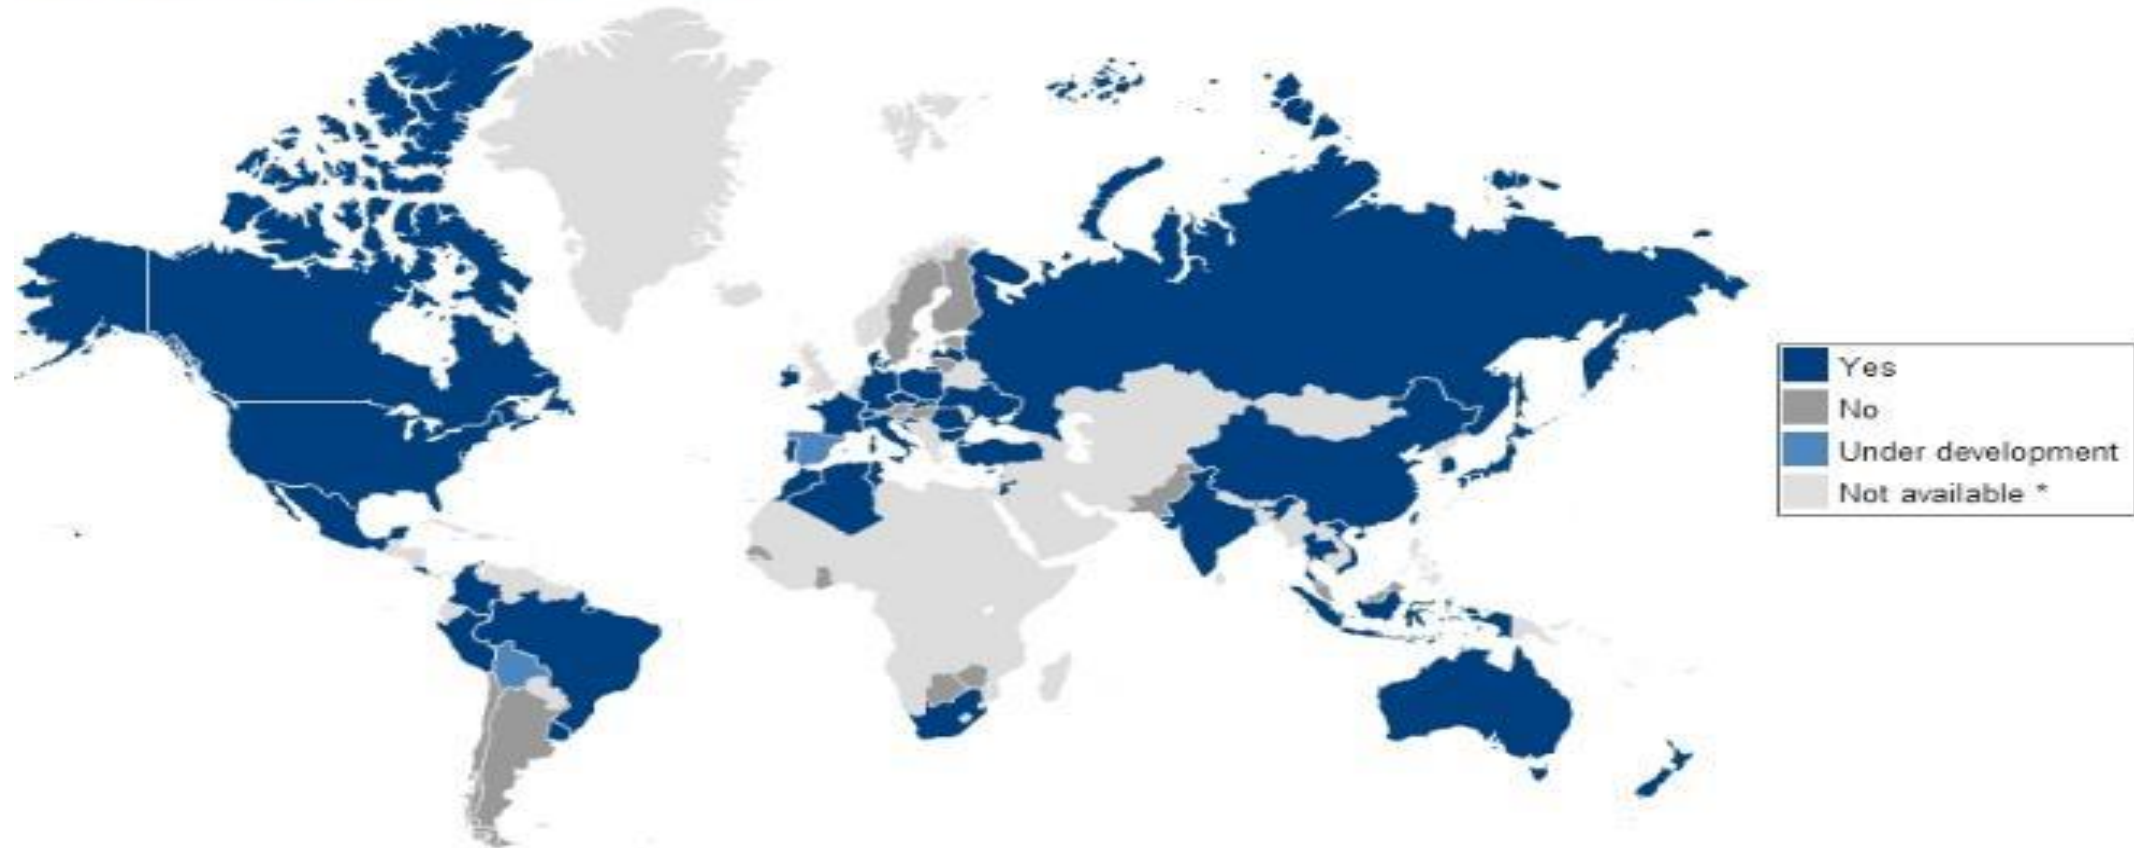 Yes
No
Under development
Not available *